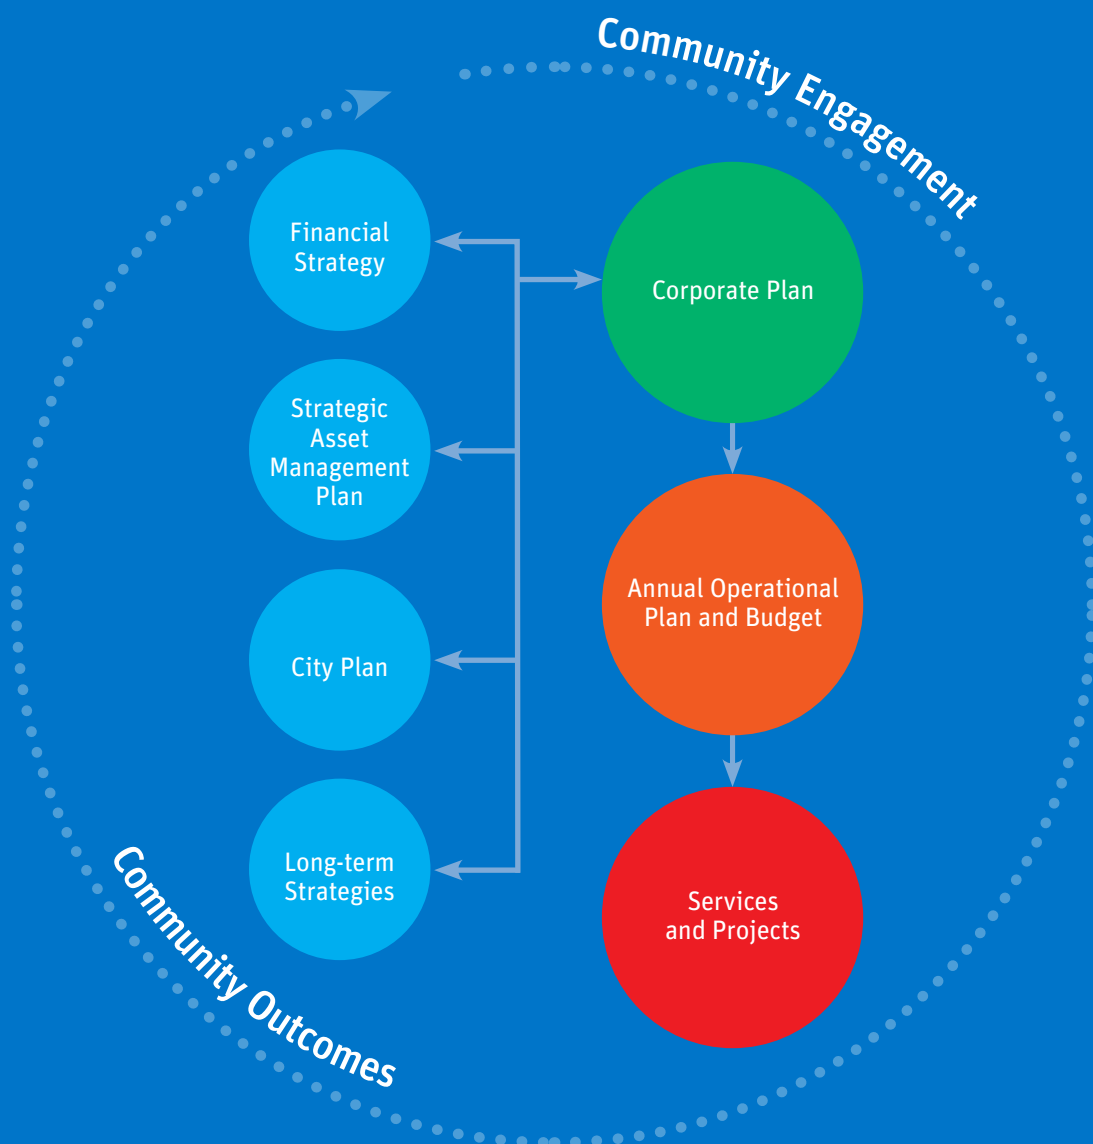 Community Engagement
Financial
Strategy
Corporate Plan
Strategic
Asset
Management
Plan
Annual Operational
Plan and Budget
City Plan
Long-term
Strategies
Services
and Projects
Community Outcomes